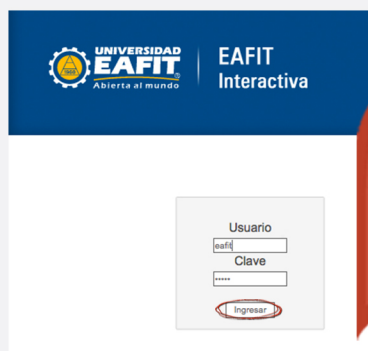 UNIVERSIDAD
EAFIT
Abierta al mundo
EAFIT
Interactiva
Usuario
eafit
Clave
•••••
Ingresar